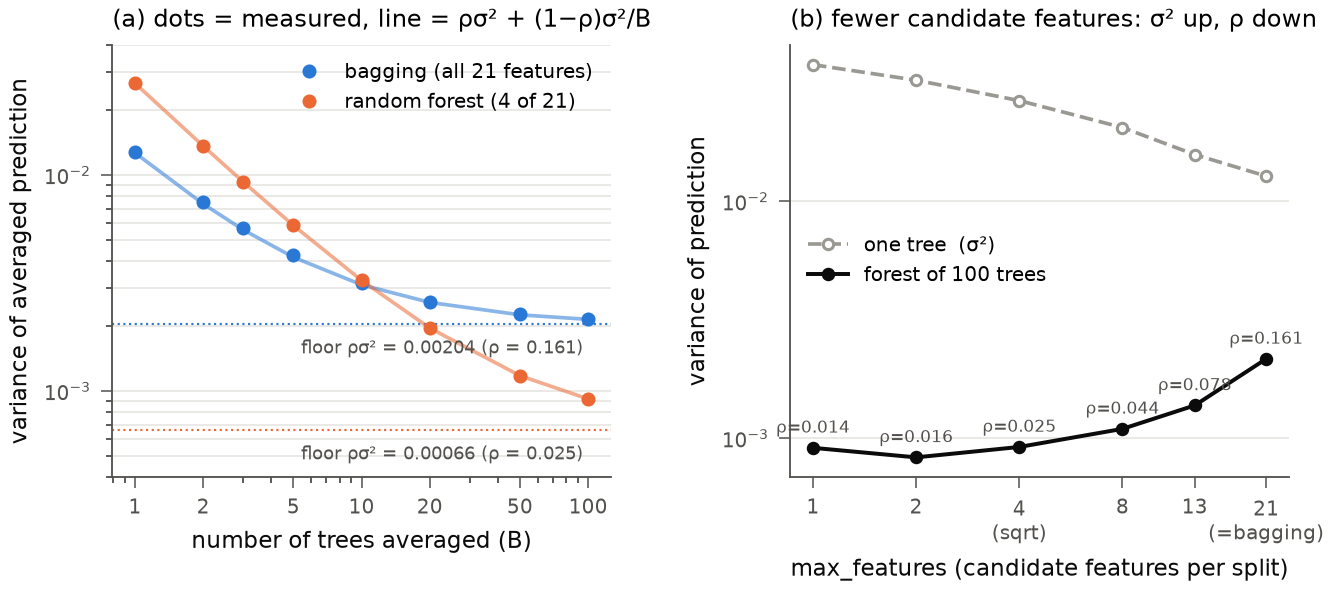 (a) dots = measured, line = ρσ² + (1−ρ)σ²/B
variance of averaged prediction
10⁻²
10⁻³
bagging (all 21 features)
random forest (4 of 21)
floor ρσ² = 0.00204 (ρ = 0.161)
floor ρσ² = 0.00066 (ρ = 0.025)
1 2 3 5 10 20 50 100
number of trees averaged (B)
(b) fewer candidate features: σ² up, ρ down
variance of prediction
10⁻²
10⁻³
one tree (σ²)
forest of 100 trees
ρ=0.014
ρ=0.016
ρ=0.025
ρ=0.044
ρ=0.078
ρ=0.161
1 2 4 8 13 21
(sqrt) (=bagging)
max_features (candidate features per split)